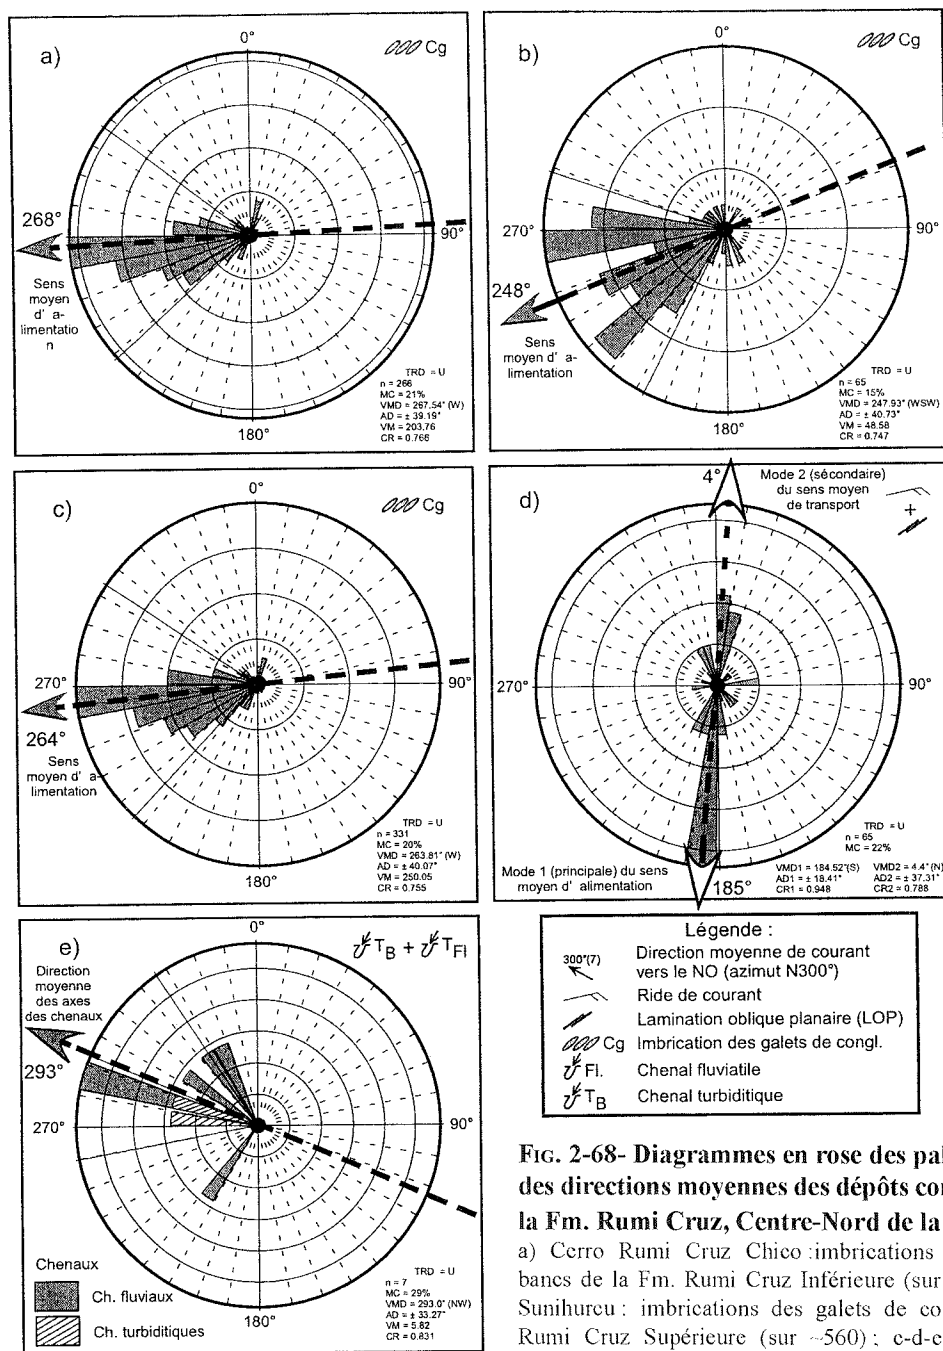 a)
0°
Cg
268°
90°
Sens
moyen
d' a-
limentatio
n
180°
TRD = U
n = 266
MC = 21%
VMD = 267.54° (W)
AD = ± 39.19°
VM = 203.76
CR = 0.766
b)
0°
Cg
270°
90°
248°
Sens
moyen d' a-
limentation
180°
TRD = U
n = 65
MC = 15%
VMD = 247.93° (WSW)
AD = ± 40.73°
VM = 48.58
CR = 0.747
c)
0°
Cg
270°
90°
264°
Sens
moyen d' a-
limentation
180°
TRD = U
n = 331
MC = 20%
VMD = 263.81° (W)
AD = ± 40.07°
VM = 250.05
CR = 0.755
d)
4°
Mode 2 (sécondaire)
du sens moyen
de transport
+
270°
90°
TRD = U
n = 65
MC = 22%
Mode 1 (principale) du sens
moyen d' alimentation
185°
VMD1 = 184.52°(S) VMD2 = 4.4° (N)
AD1 = ± 18.41° AD2 = ± 37.31°
CR1 = 0.948 CR2 = 0.788
e)
0°
TB + TFl
Direction
moyenne
des axes
des chenaux
293°
270°
90°
180°
Chenaux
Ch. fluviaux
Ch. turbiditiques
TRD = U
n = 7
MC = 29%
VMD = 293.0° (NW)
AD = ± 33.27°
VM = 5.82
CR = 0.831
Légende :
300°(7) Direction moyenne de courant
vers le NO (azimut N300°)
Ride de courant
Lamination oblique planaire (LOP)
Cg Imbrication des galets de congl.
Fl. Chenal fluviatile
TB Chenal turbiditique
FIG. 2-68- Diagrammes en rose des pal
des directions moyennes des dépôts co
la Fm. Rumi Cruz, Centre-Nord de la
a) Cerro Rumi Cruz Chico :imbrications
bancs de la Fm. Rumi Cruz Inférieure (sur
Sunihurcu : imbrications des galets de co
Rumi Cruz Supérieure (sur ~560) ; c-d-e